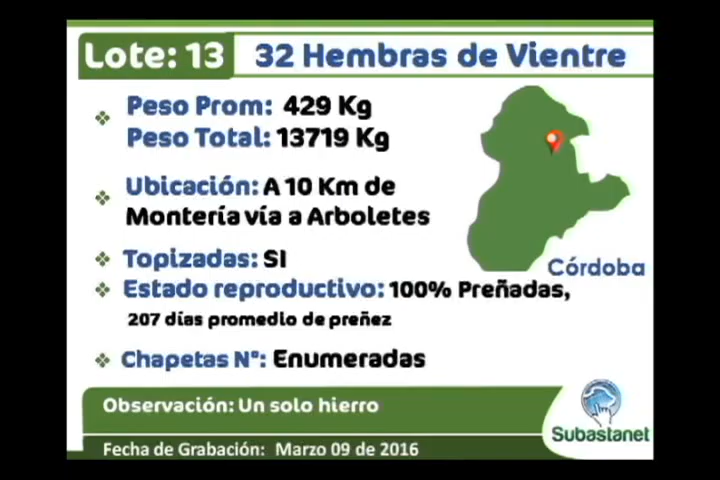 Lote: 13
32 Hembras de Vientre
Peso Prom: 429 Kg
Peso Total: 13719 Kg
Ubicación: A 10 Km de
Montería vía a Arboletes
Córdoba
Topizadas: SI
Estado reproductivo: 100% Preñadas,
207 días promedio de preñez
Chapetas N°: Enumeradas
Observación: Un solo hierro
Subastanet
Fecha de Grabación: Marzo 09 de 2016